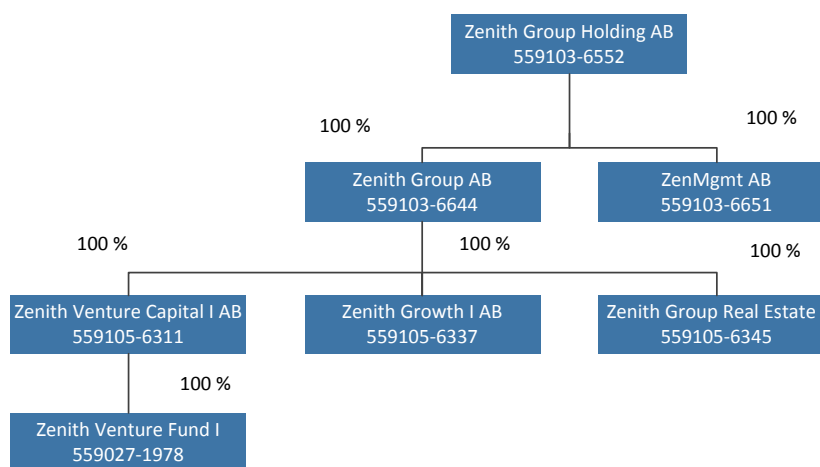 Zenith Group Holding AB
559103-6552
100 %
100 %
Zenith Group AB
559103-6644
ZenMgmt AB
559103-6651
100 %
100 %
100 %
Zenith Venture Capital I AB
559105-6311
Zenith Growth I AB
559105-6337
Zenith Group Real Estate
559105-6345
100 %
Zenith Venture Fund I
559027-1978